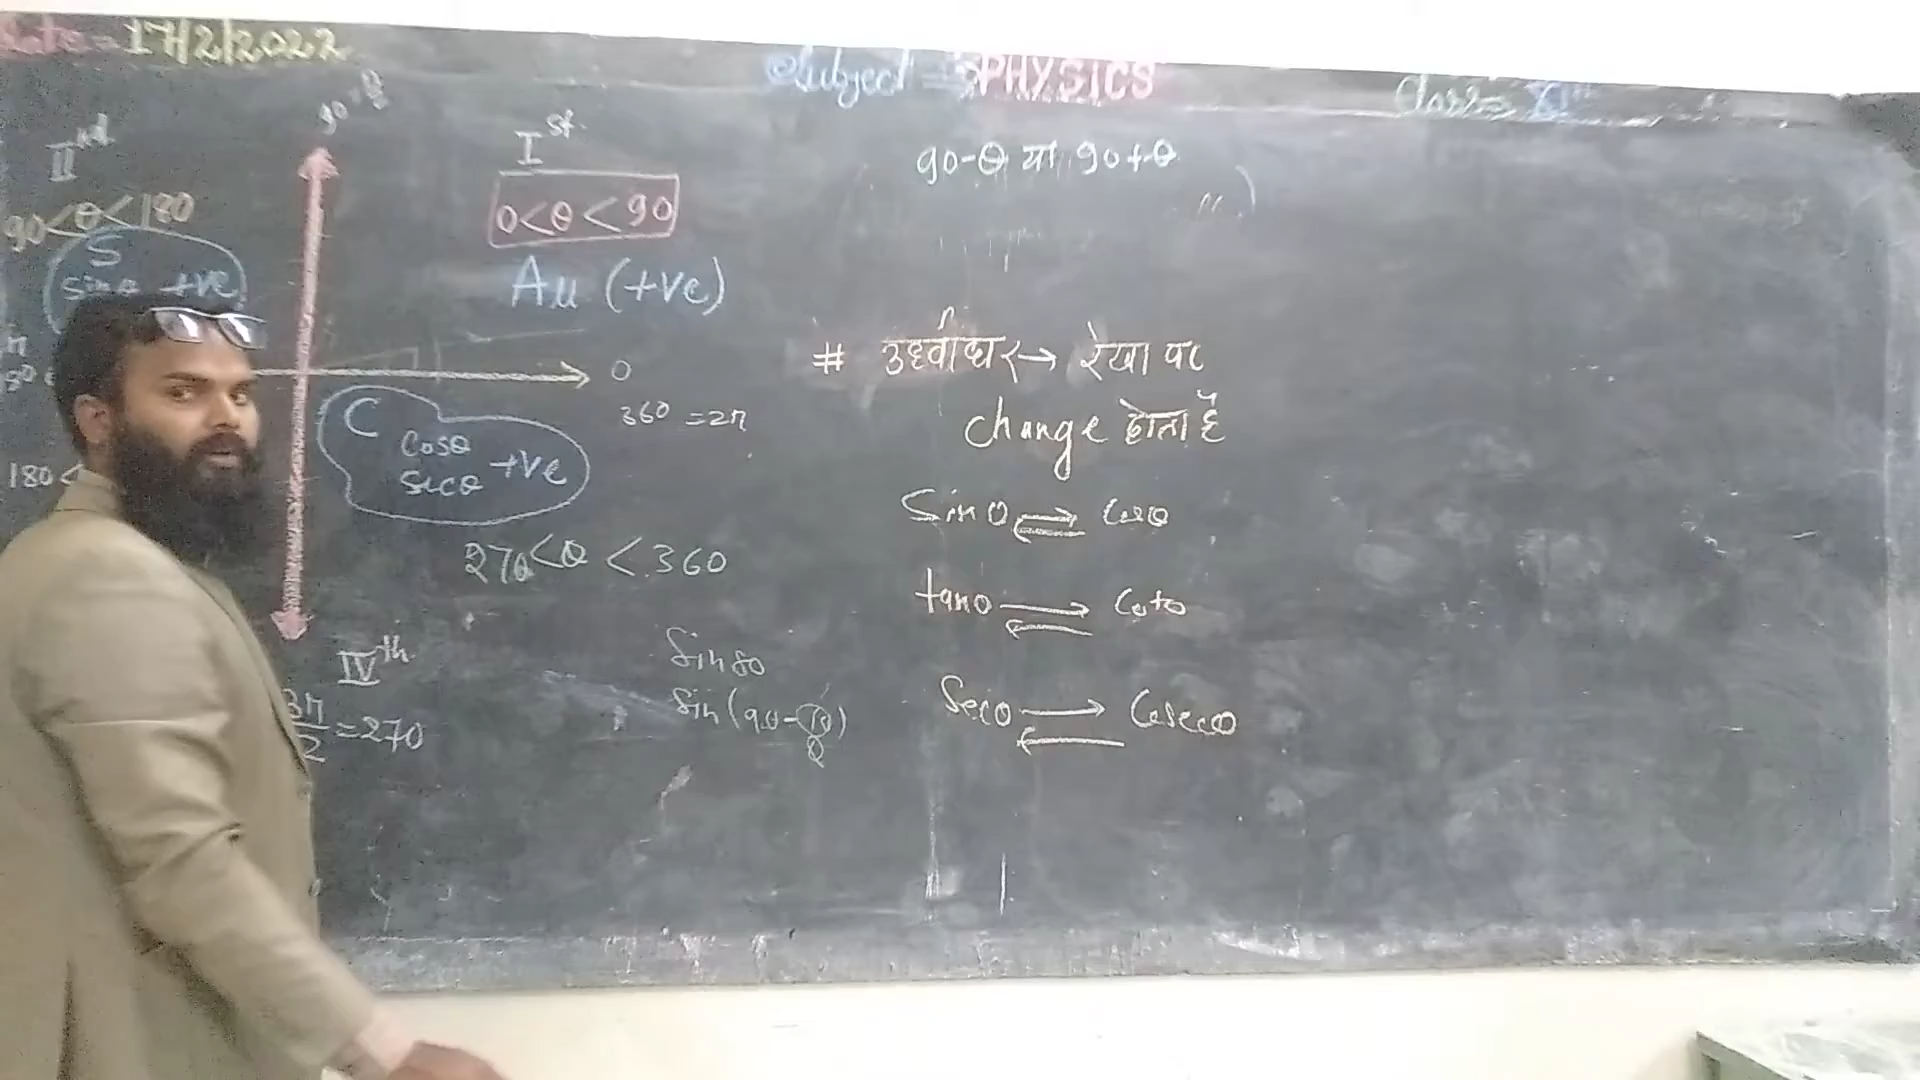 Date = 17/2/2022
Subject = PHYSICS
Class = XIth
90-θ या 90+θ
IInd
90<θ<180
S
sinθ +ve
Ist
0<θ<90
All (+ve)
0
360 = 2π
180<
C
cosθ
secθ +ve
270<θ<360
IVth
3π/2 = 270
sin 80
sin(90-10)
# उर्ध्वाधर → रेखा पर
change होता है
Sinθ ⇌ Cosθ
tanθ ⇌ Cotθ
Secθ ⇌ Cosecθ